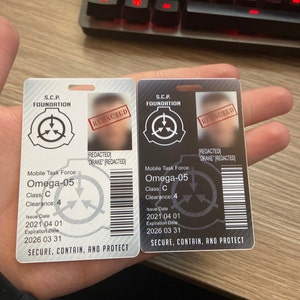 S.C.P.
FOUNDATION
REDACTED
[REDACTED]
"DRAKE" [REDACTED]
Mobile Task Force:
Omega-05
Class: C
Clearance: 4
Issue Date
2021 04 01
Expiration Date
2026 03 31
SECURE, CONTAIN, AND PROTECT
S.C.P.
FOUNDATION
REDACTED
[REDACTED]
"DRAKE" [REDACTED]
Mobile Task Force:
Omega-05
Class: C
Clearance: 4
Issue Date
2021 04 01
Expiration Date
2026 03 31
SECURE, CONTAIN, AND PROTECT